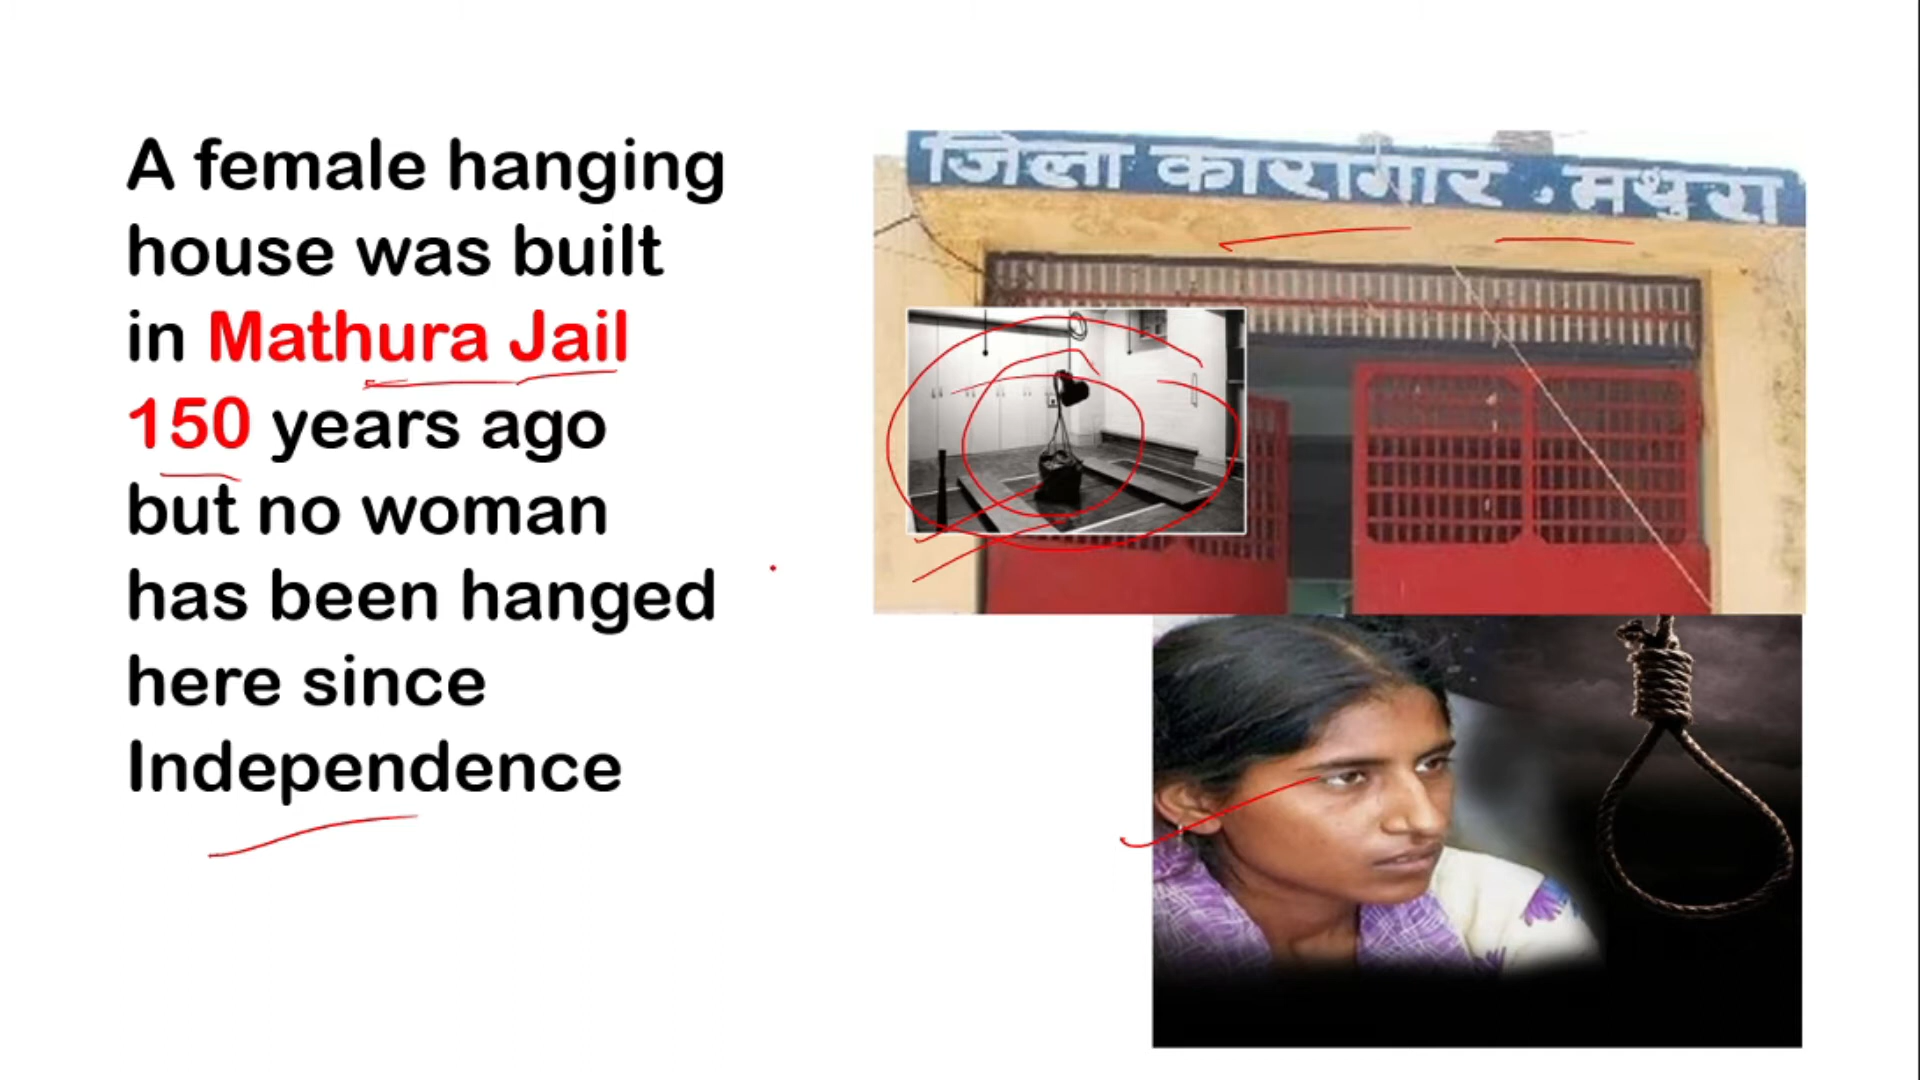 A female hanging
house was built
in Mathura Jail
150 years ago
but no woman
has been hanged
here since
Independence
जिला कारागार . मथुरा